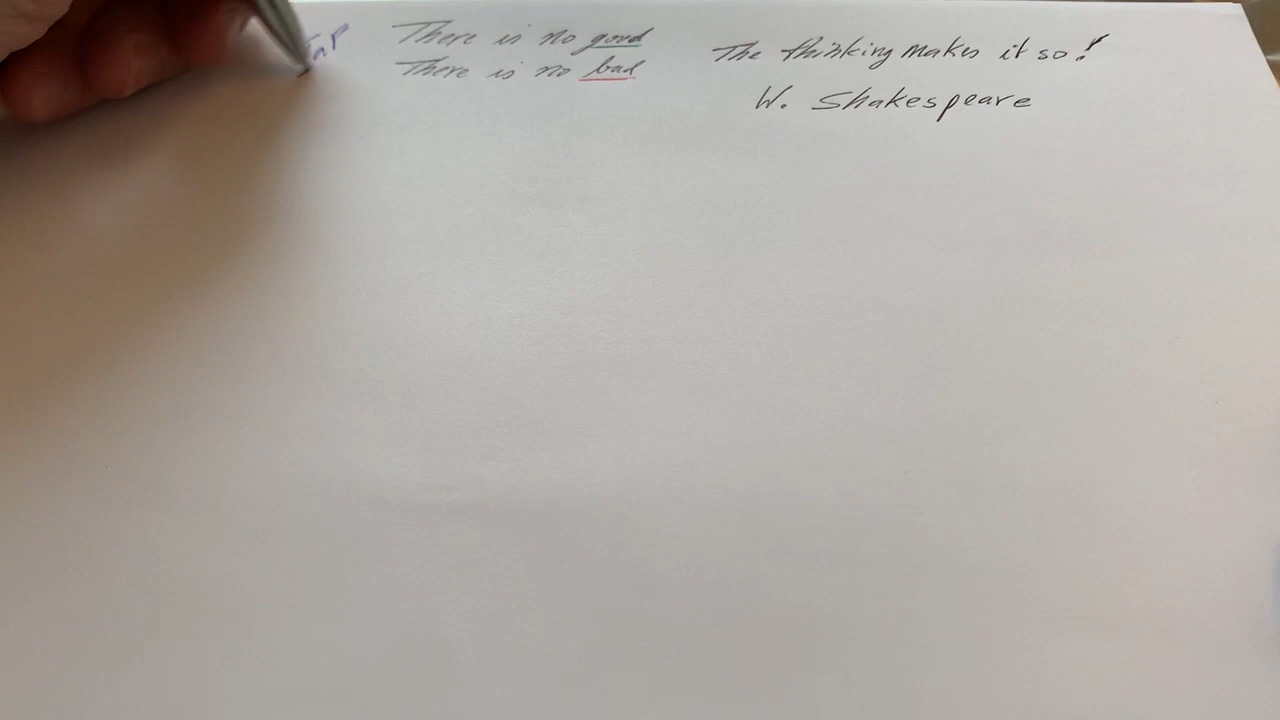 There is no good
There is no bad
The thinking makes it so!
W. Shakespeare